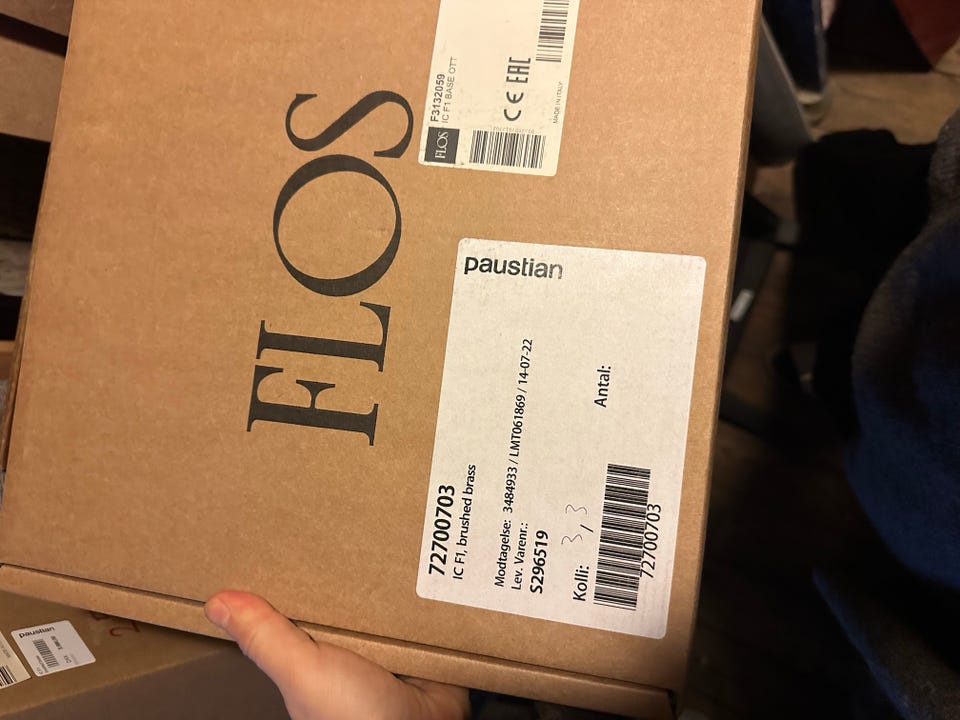 FLOS
F3132059
IC F1 BASE OTT
FLOS
CE EAC
MADE IN ITALY
paustian
72700703
IC F1, brushed brass
Modtagelse: 3484933 / LMT061869 / 14-07-22
Lev. Varenr.:
S296519
Kolli: 3,3
Antal:
72700703
paustian